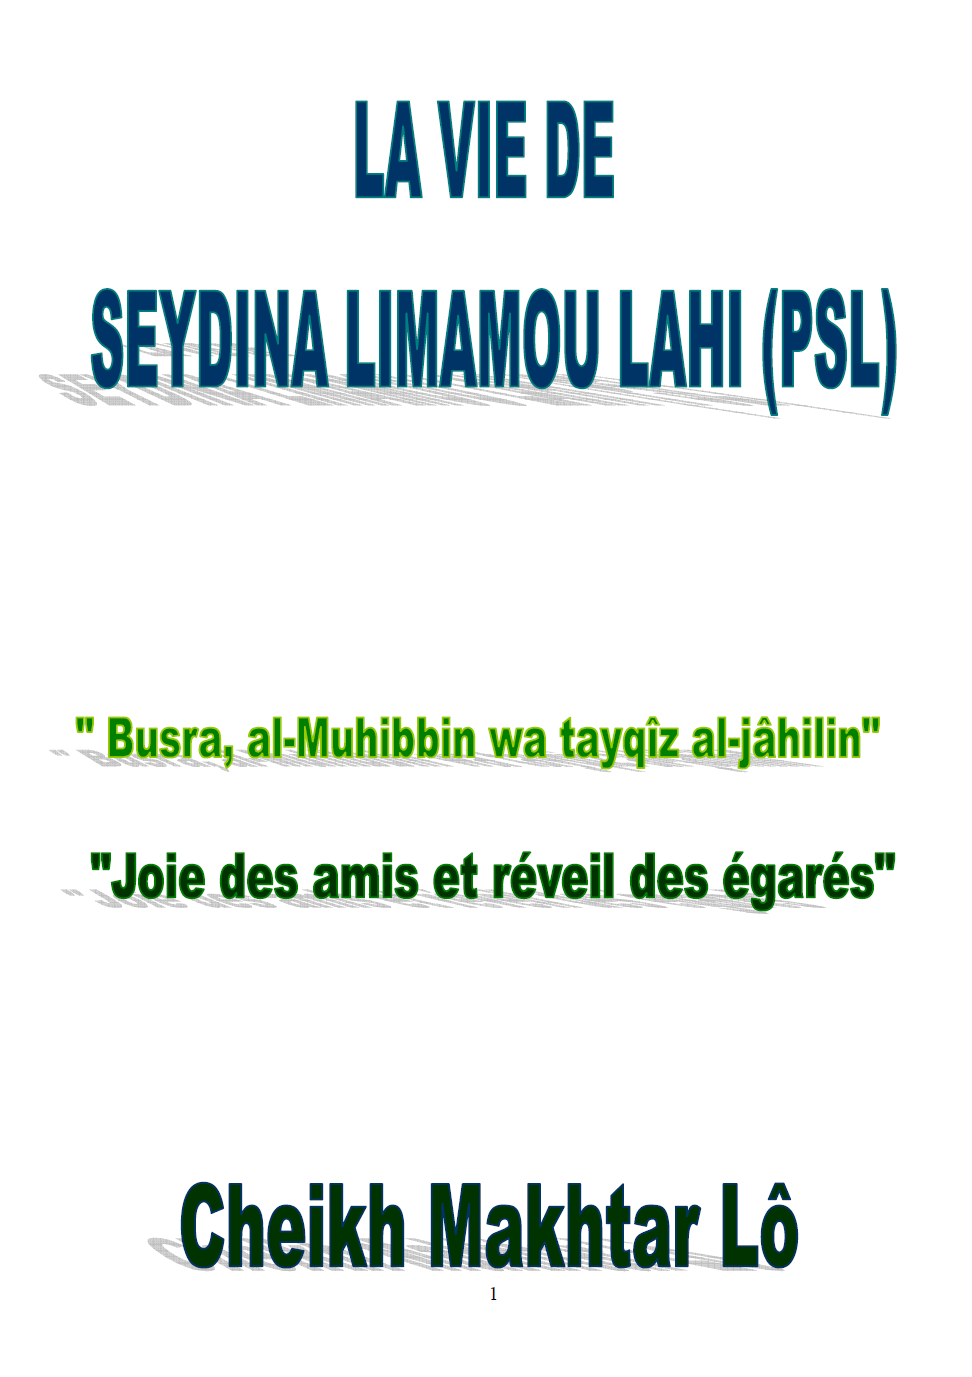 LA VIE DE
SEYDINA LIMAMOU LAHI (PSL)
" Busra, al-Muhibbin wa tayqîz al-jâhilin"
"Joie des amis et réveil des égarés"
Cheikh Makhtar Lô
1